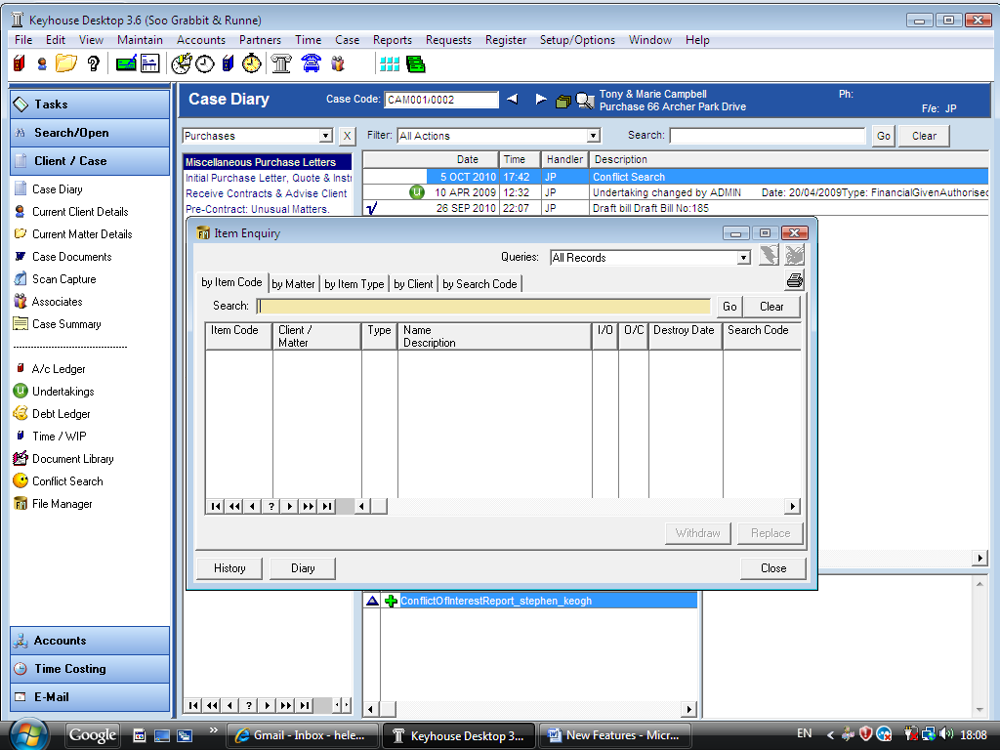 Keyhouse Desktop 3.6 (Soo Grabbit & Runne)
File Edit View Maintain Accounts Partners Time Case Reports Requests Register Setup/Options Window Help
Tasks
Search/Open
Client / Case
Case Diary
Current Client Details
Current Matter Details
Case Documents
Scan Capture
Associates
Case Summary
A/c Ledger
Undertakings
Debt Ledger
Time / WIP
Document Library
Conflict Search
File Manager
Accounts
Time Costing
E-Mail
Case Diary
Case Code: CAM001/0002
Tony & Marie Campbell
Purchase 66 Archer Park Drive
Ph:
F/e: JP
Purchases X Filter: All Actions Search: Go Clear
Miscellaneous Purchase Letters
Initial Purchase Letter, Quote & Instr
Receive Contracts & Advise Client
Pre-Contract: Unusual Matters.
Date Time Handler Description
5 OCT 2010 17:42 JP Conflict Search
u 10 APR 2009 12:32 JP Undertaking changed by ADMIN Date: 20/04/2009Type: FinancialGivenAuthorised
26 SEP 2010 22:07 JP Draft bill Draft Bill No:185
Item Enquiry
Queries: All Records
by Item Code by Matter by Item Type by Client by Search Code
Search: Go Clear
Item Code Client / Matter Type Name Description I/O O/C Destroy Date Search Code
?
Withdraw Replace
History Diary Close
ConflictOfInterestReport_stephen_keogh
?
Google
»
Gmail - Inbox - hele...
Keyhouse Desktop 3...
New Features - Micr...
EN
18:08